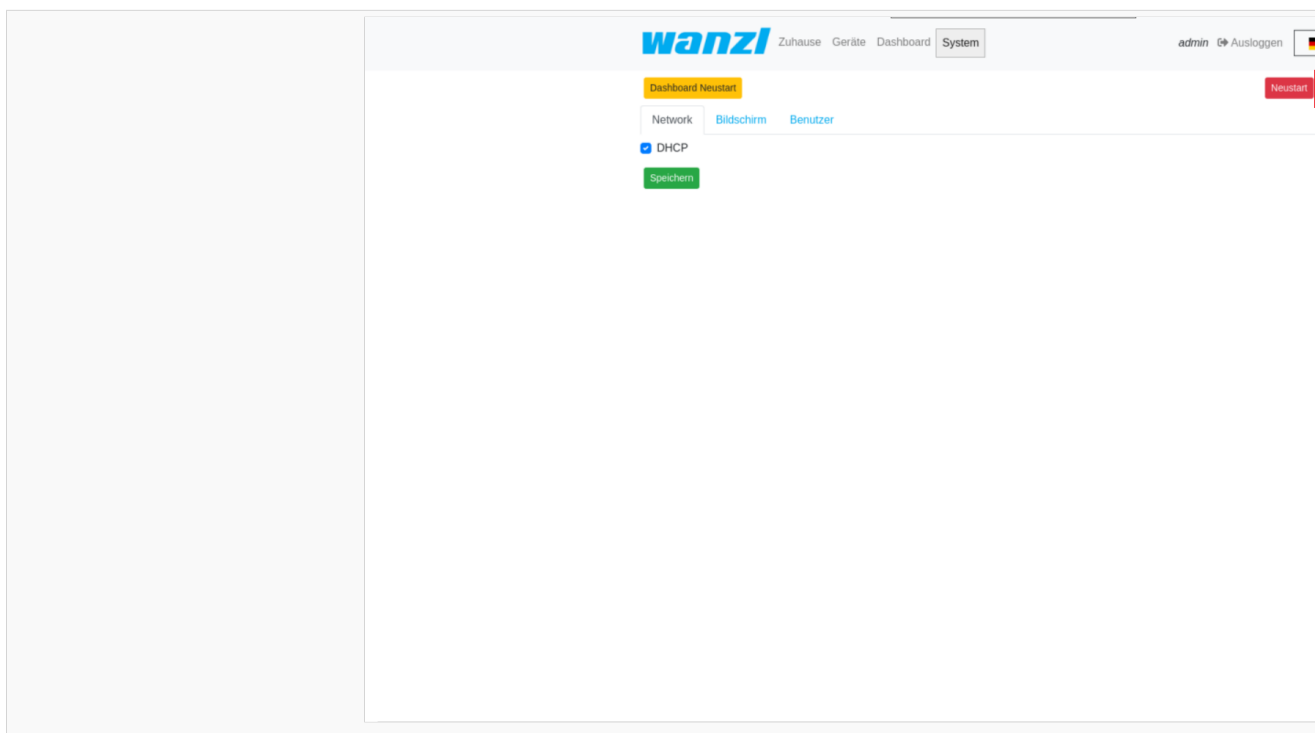 wanzl Zuhause Geräte Dashboard System admin Ausloggen
Dashboard Neustart Neustart
Network Bildschirm Benutzer
DHCP
Speichern